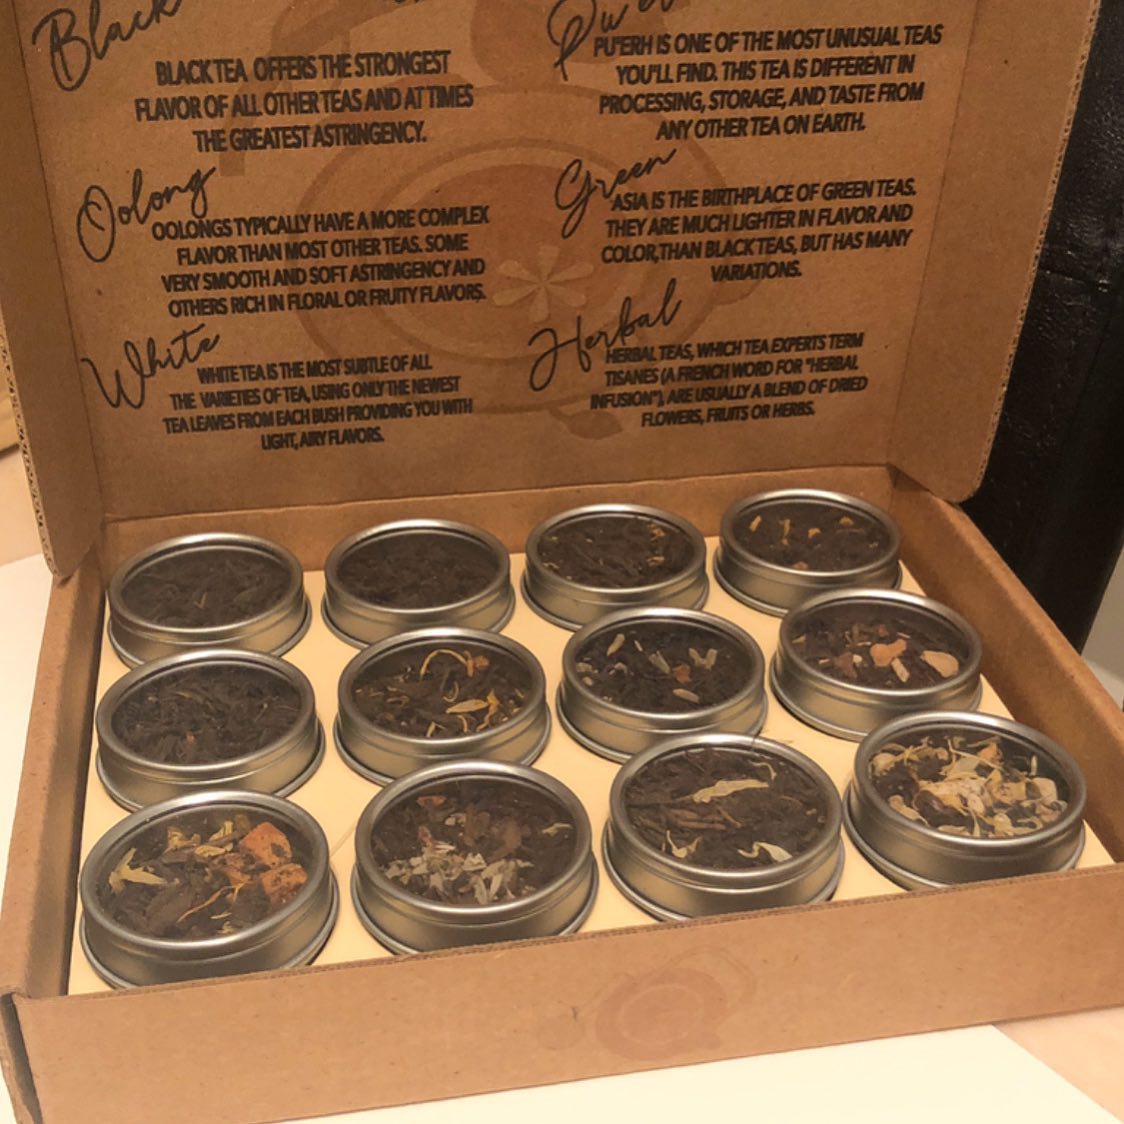 Black
BLACK TEA OFFERS THE STRONGEST
FLAVOR OF ALL OTHER TEAS AND AT TIMES
THE GREATEST ASTRINGENCY.
Oolong
OOLONGS TYPICALLY HAVE A MORE COMPLEX
FLAVOR THAN MOST OTHER TEAS. SOME
VERY SMOOTH AND SOFT ASTRINGENCY AND
OTHERS RICH IN FLORAL OR FRUITY FLAVORS.
White
WHITE TEA IS THE MOST SUBTLE OF ALL
THE VARIETIES OF TEA, USING ONLY THE NEWEST
TEA LEAVES FROM EACH BUSH PROVIDING YOU WITH
LIGHT, AIRY FLAVORS.
PU'ERH IS ONE OF THE MOST UNUSUAL TEAS
YOU'LL FIND. THIS TEA IS DIFFERENT IN
PROCESSING, STORAGE, AND TASTE FROM
ANY OTHER TEA ON EARTH.
Green
ASIA IS THE BIRTHPLACE OF GREEN TEAS.
THEY ARE MUCH LIGHTER IN FLAVOR AND
COLOR,THAN BLACK TEAS, BUT HAS MANY
VARIATIONS.
Herbal
HERBAL TEAS, WHICH TEA EXPERTS TERM
TISANES (A FRENCH WORD FOR "HERBAL
INFUSION"), ARE USUALLY A BLEND OF DRIED
FLOWERS, FRUITS OR HERBS.